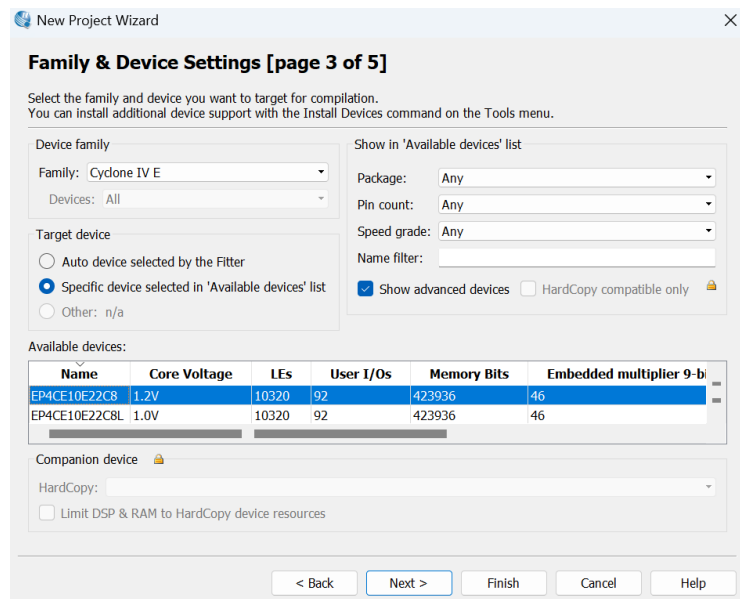 New Project Wizard
Family & Device Settings [page 3 of 5]
Select the family and device you want to target for compilation.
You can install additional device support with the Install Devices command on the Tools menu.
Device family
Family: Cyclone IV E
Devices: All
Target device
Auto device selected by the Fitter
Specific device selected in 'Available devices' list
Other: n/a
Show in 'Available devices' list
Package: Any
Pin count: Any
Speed grade: Any
Name filter:
Show advanced devices HardCopy compatible only
Available devices:
Name Core Voltage LEs User I/Os Memory Bits Embedded multiplier 9-bi
EP4CE10E22C8 1.2V 10320 92 423936 46
EP4CE10E22C8L 1.0V 10320 92 423936 46
Companion device
HardCopy:
Limit DSP & RAM to HardCopy device resources
< Back Next > Finish Cancel Help